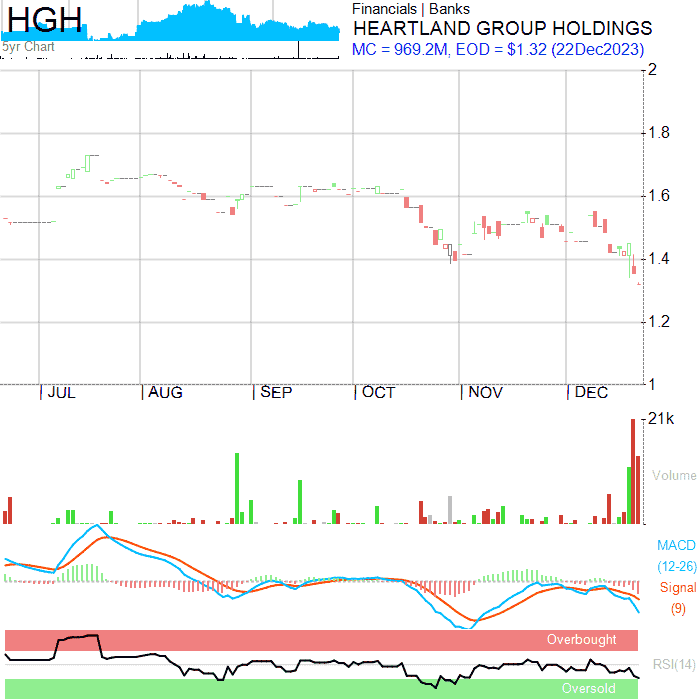 HGH
5yr Chart
Financials | Banks
HEARTLAND GROUP HOLDINGS
MC = 969.2M, EOD = $1.32 (22Dec2023)
2
1.8
1.6
1.4
1.2
1
JUL AUG SEP OCT NOV DEC
21k
Volume
MACD
(12-26)
Signal
(9)
Overbought
RSI(14)
Oversold